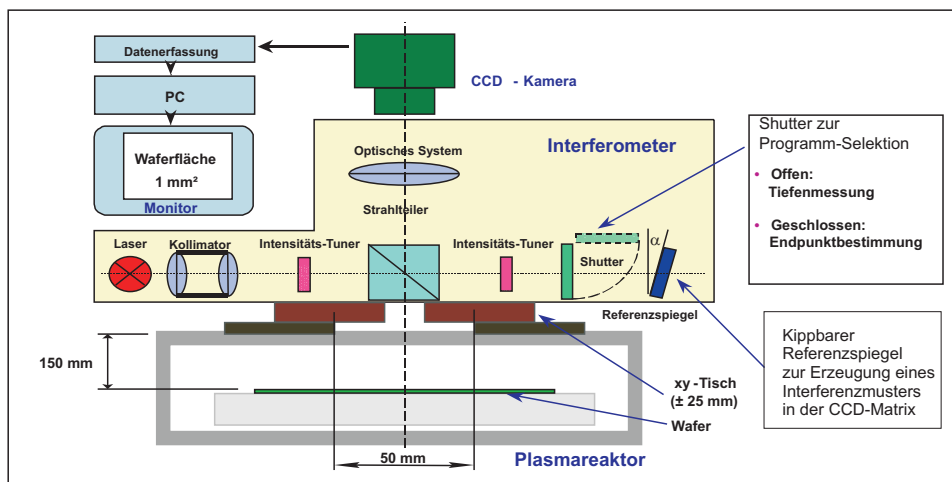 Datenerfassung
PC
Waferfläche
1 mm²
Monitor
CCD - Kamera
Optisches System
Interferometer
Strahlteiler
Laser
Kollimator
Intensitäts-Tuner
Intensitäts-Tuner
Shutter
α
Referenzspiegel
Shutter zur
Programm-Selektion
• Offen:
Tiefenmessung
• Geschlossen:
Endpunktbestimmung
Kippbarer
Referenzspiegel
zur Erzeugung eines
Interferenzmusters
in der CCD-Matrix
150 mm
xy -Tisch
(± 25 mm)
Wafer
50 mm
Plasmareaktor